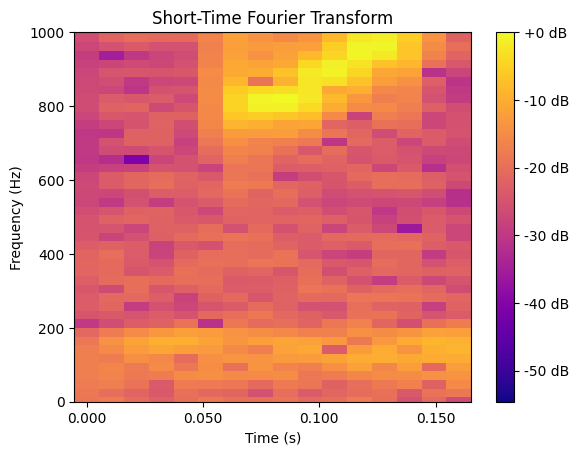 Short-Time Fourier Transform
Frequency (Hz)
1000
800
600
400
200
0
0.000
0.050
0.100
0.150
Time (s)
+0 dB
-10 dB
-20 dB
-30 dB
-40 dB
-50 dB